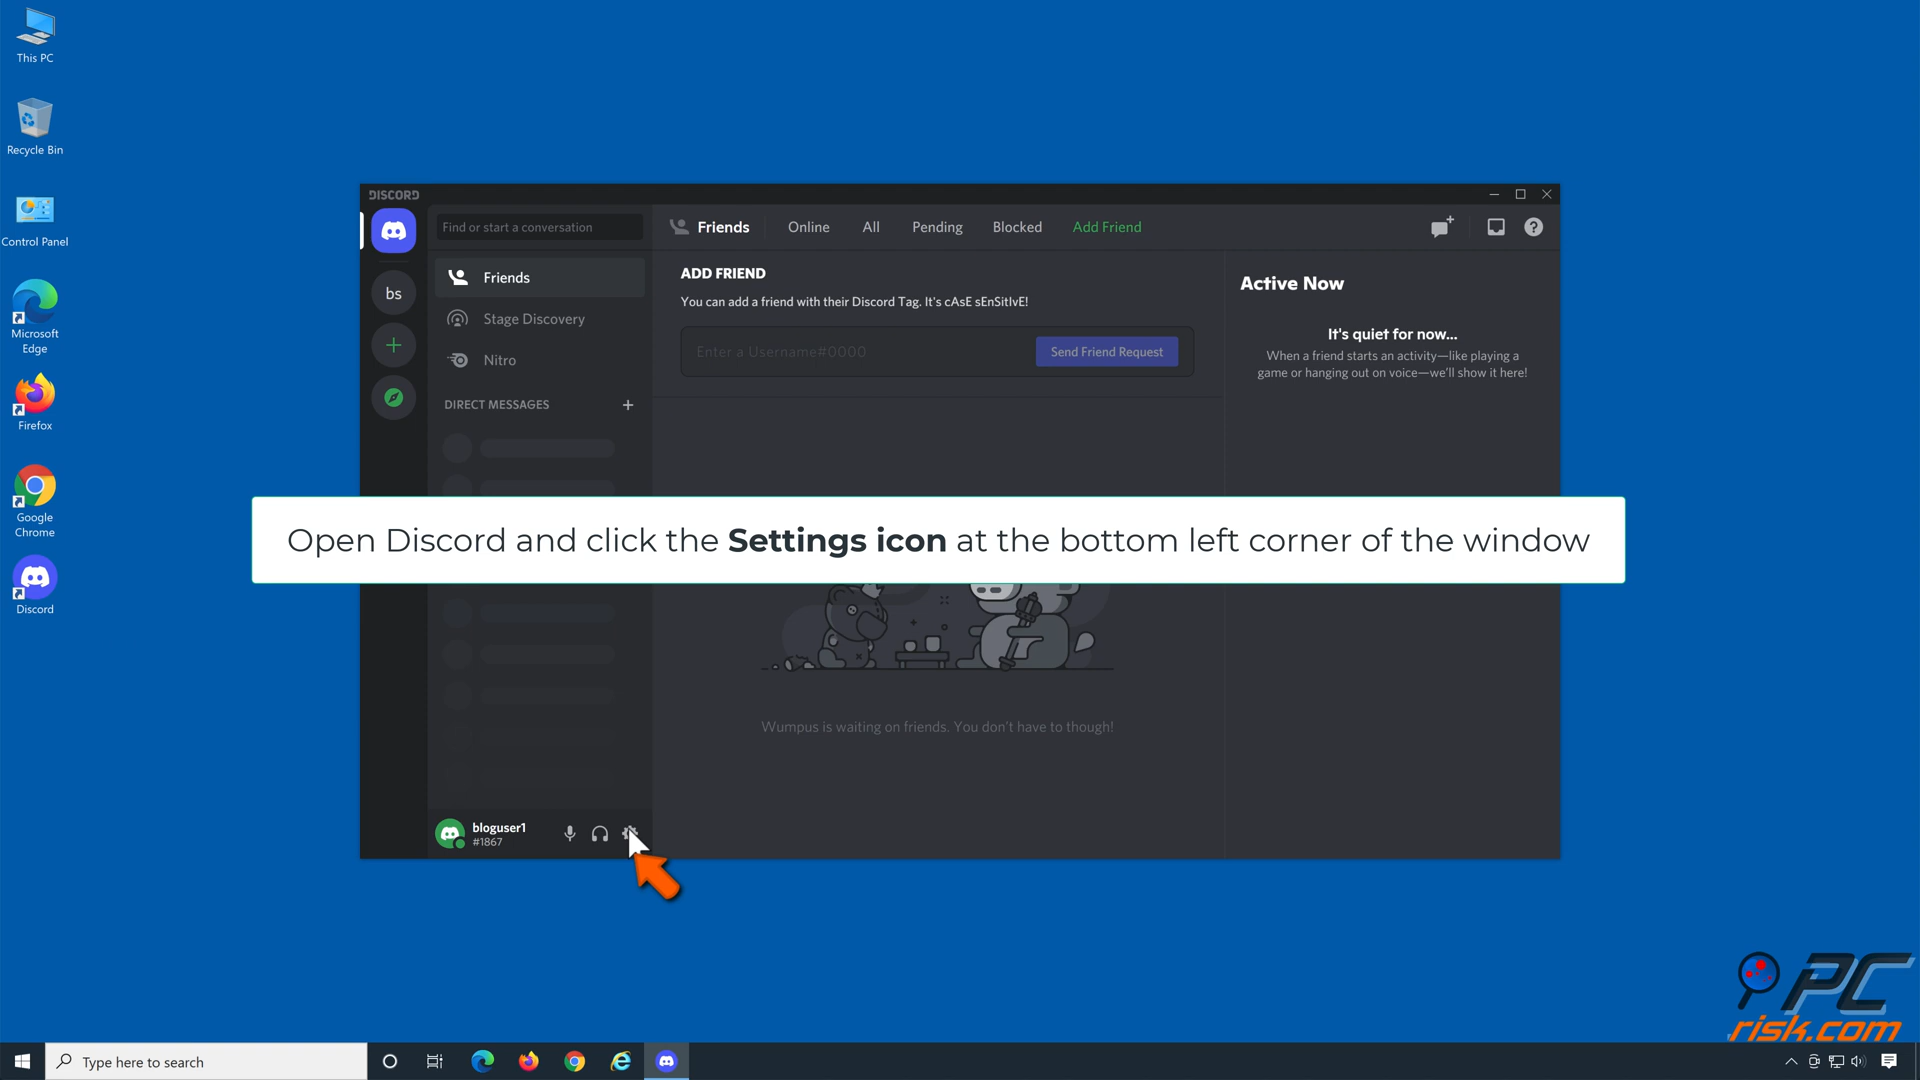 This PC
Recycle Bin
Control Panel
Microsoft
Edge
Firefox
Google
Chrome
Discord
DISCORD
Find or start a conversation
Friends
Online
All
Pending
Blocked
Add Friend
bs
Friends
Stage Discovery
Nitro
DIRECT MESSAGES
ADD FRIEND
You can add a friend with their Discord Tag. It's cAsE sEnSitIvE!
Enter a Username#0000
Send Friend Request
Active Now
It's quiet for now...
When a friend starts an activity—like playing a
game or hanging out on voice—we'll show it here!
Open Discord and click the Settings icon at the bottom left corner of the window
Wumpus is waiting on friends. You don't have to though!
bloguser1
#1867
PC
risk.com
Type here to search